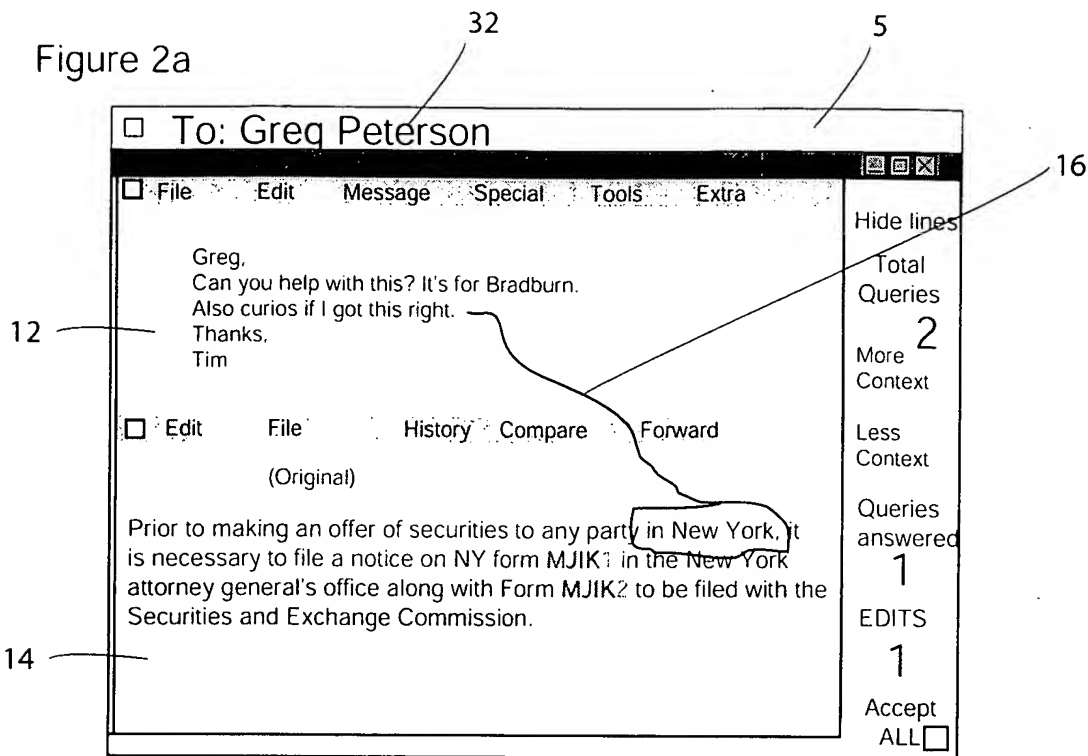 32
5
Figure 2a
To: Greg Peterson
16
File Edit Message Special Tools Extra
Hide lines
Greg,
Can you help with this? It's for Bradburn.
Also curios if I got this right.
Thanks,
Tim
12
Total
Queries
2
More
Context
Edit File History Compare Forward
Less
Context
(Original)
Queries
answered
1
Prior to making an offer of securities to any party in New York, it
is necessary to file a notice on NY form MJIK1 in the New York
attorney general's office along with Form MJIK2 to be filed with the
Securities and Exchange Commission.
EDITS
1
14
Accept
ALL